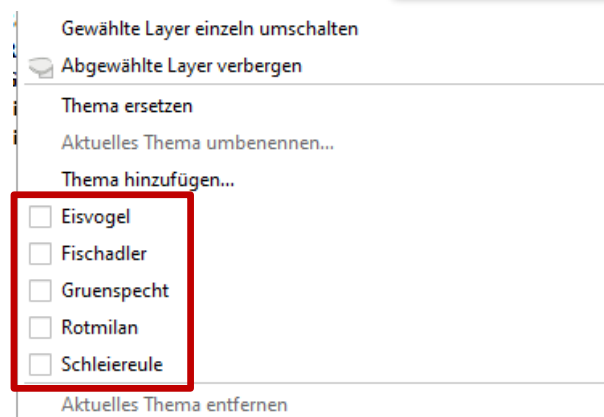 Gewählte Layer einzeln umschalten
Abgewählte Layer verbergen
Thema ersetzen
Aktuelles Thema umbenennen...
Thema hinzufügen...
Eisvogel
Fischadler
Gruenspecht
Rotmilan
Schleiereule
Aktuelles Thema entfernen